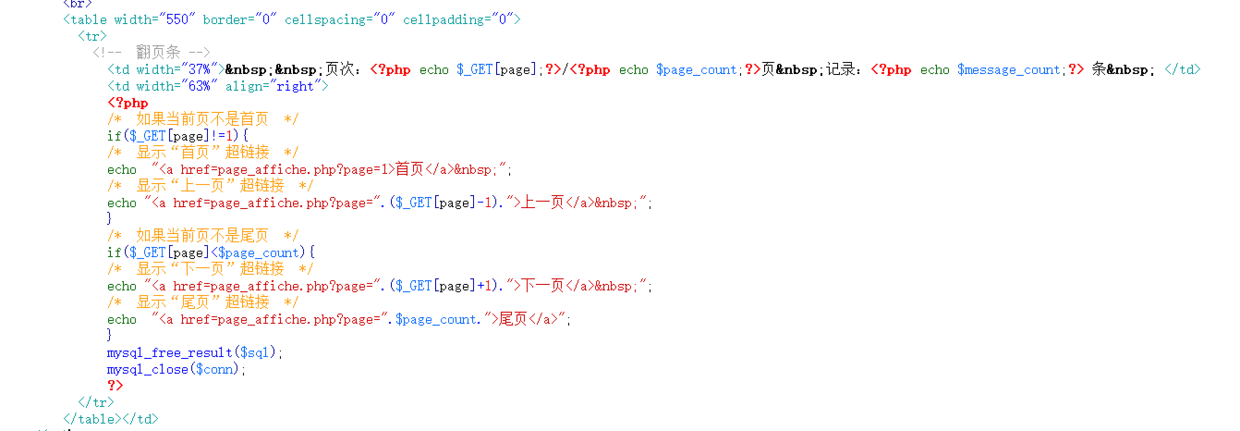 <br>
<table width="550" border="0" cellspacing="0" cellpadding="0">
<tr>
<!-- 翻页条 -->
<td width="37%">&nbsp;&nbsp;页次：<?php echo $_GET[page];?>/<?php echo $page_count;?>页&nbsp;记录：<?php echo $message_count;?> 条&nbsp; </td>
<td width="63%" align="right">
<?php
/* 如果当前页不是首页 */
if($_GET[page]!=1){
/* 显示“首页”超链接 */
echo "<a href=page_affiche.php?page=1>首页</a>&nbsp;";
/* 显示“上一页”超链接 */
echo "<a href=page_affiche.php?page=".($_GET[page]-1).">上一页</a>&nbsp;";
}
/* 如果当前页不是尾页 */
if($_GET[page]<$page_count){
/* 显示“下一页”超链接 */
echo "<a href=page_affiche.php?page=".($_GET[page]+1).">下一页</a>&nbsp;";
/* 显示“尾页”超链接 */
echo "<a href=page_affiche.php?page=".$page_count.">尾页</a>";
}
mysql_free_result($sql);
mysql_close($conn);
?>
</tr>
</table></td>